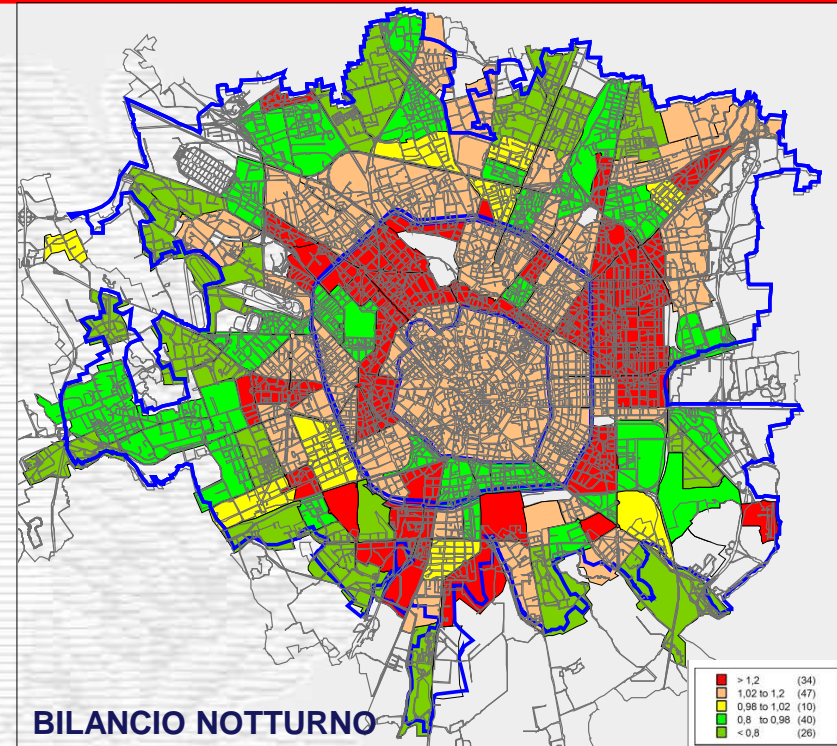 > 1,2 (34)
1,02 to 1,2 (47)
0,98 to 1,02 (10)
0,8 to 0,98 (40)
< 0,8 (26)
BILANCIO NOTTURNO